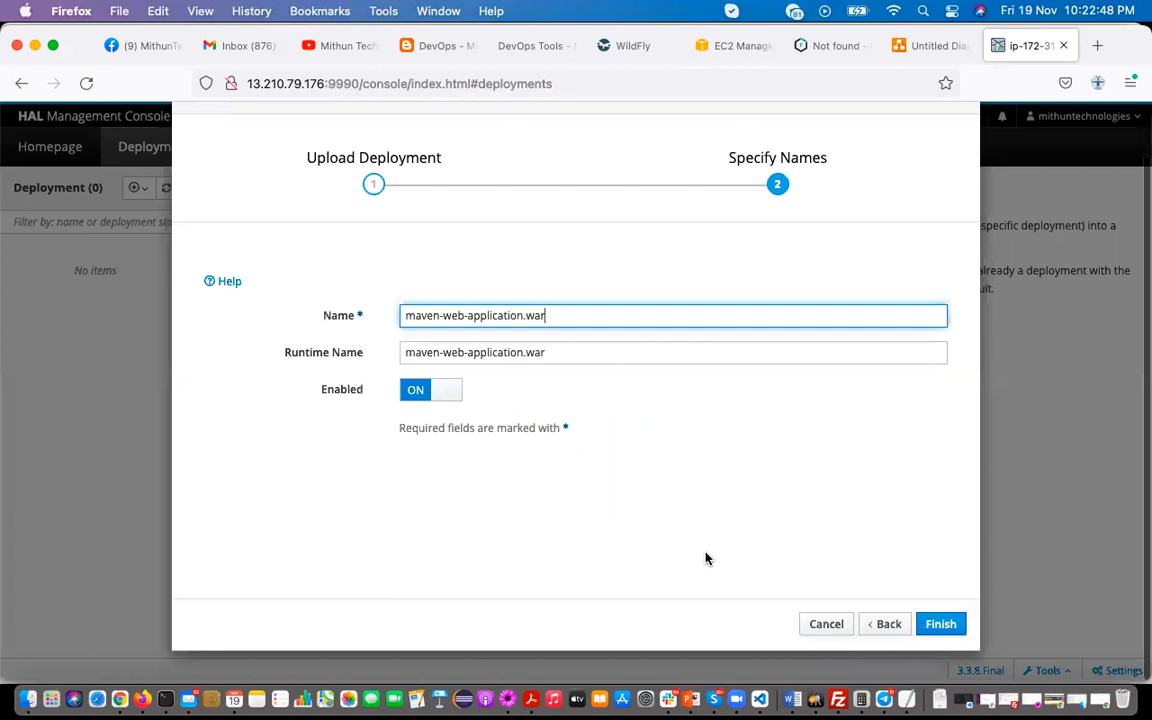 Firefox File Edit View History Bookmarks Tools Window Help Fri 19 Nov 10:22:48 PM
(9) MithunTe Inbox (876) Mithun Tech DevOps - M DevOps Tools - WildFly EC2 Manag Not found - Untitled Dia ip-172-31
13.210.79.176:9990/console/index.html#deployments
HAL Management Console mithuntechnologies
Homepage Deploym
Upload Deployment Specify Names
1 2
Deployment (0)
Filter by: name or deployment sta
-specific deployment) into a
No items
already a deployment with the
Help
Name * maven-web-application.war
Runtime Name maven-web-application.war
Enabled ON
Required fields are marked with *
Cancel Back Finish
3.3.8.Final Tools Settings